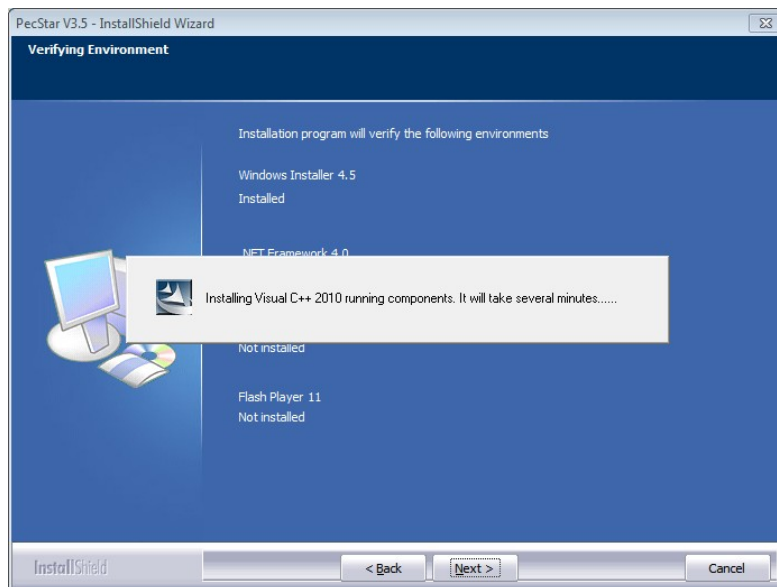 PecStar V3.5 - InstallShield Wizard
Verifying Environment
Installation program will verify the following environments
Windows Installer 4.5
Installed
.NET Framework 4.0
Installing Visual C++ 2010 running components. It will take several minutes......
Not installed
Flash Player 11
Not installed
InstallShield
< Back
Next >
Cancel